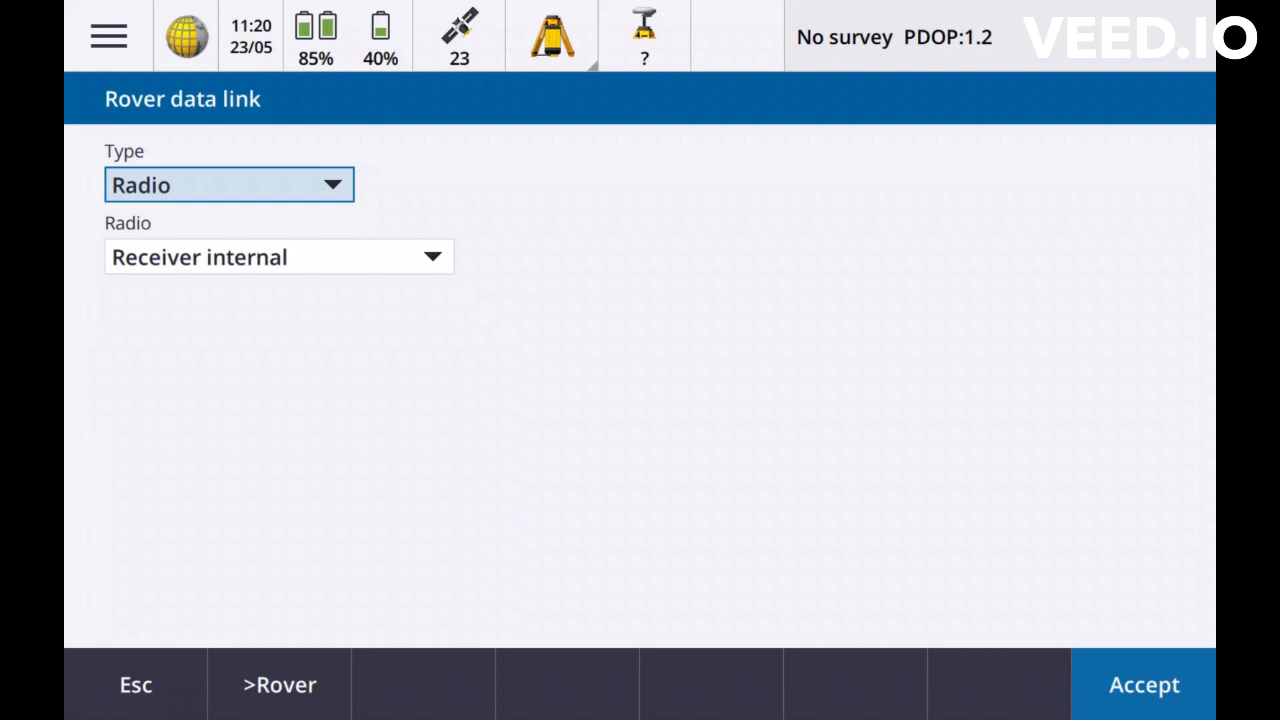 11:20
23/05
85%
40%
23
?
No survey PDOP:1.2
VEED.IO
Rover data link
Type
Radio
Radio
Receiver internal
Esc
>Rover
Accept